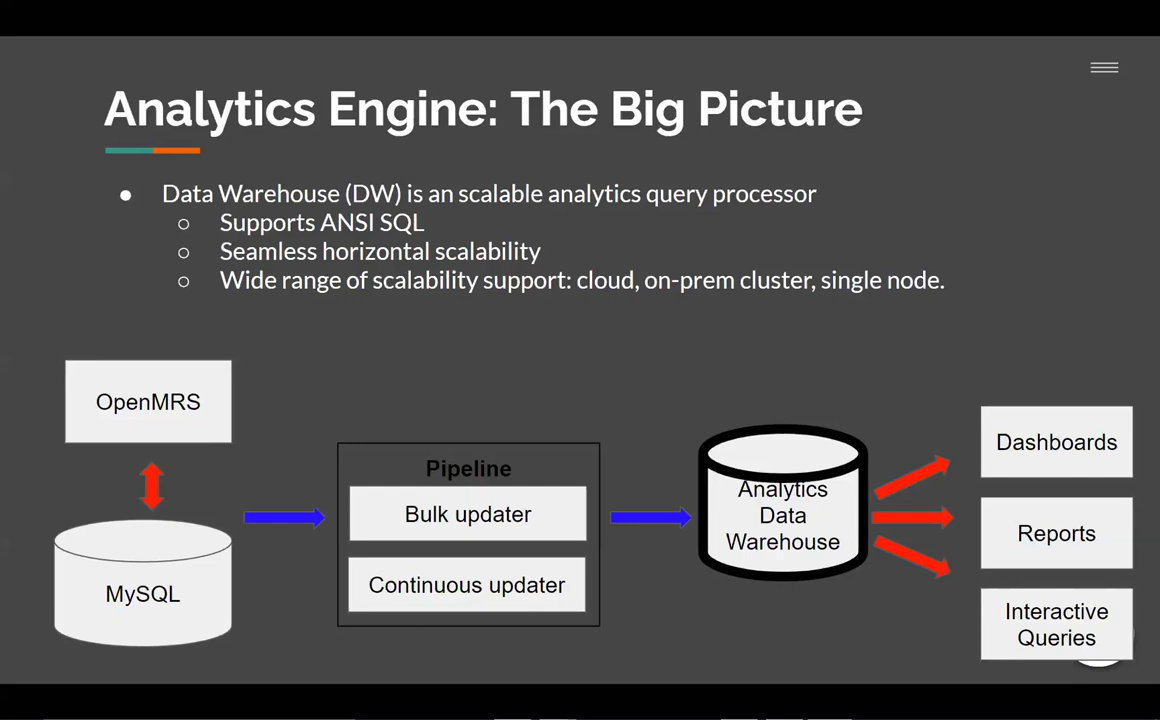 Analytics Engine: The Big Picture
● Data Warehouse (DW) is an scalable analytics query processor
○ Supports ANSI SQL
○ Seamless horizontal scalability
○ Wide range of scalability support: cloud, on-prem cluster, single node.
OpenMRS
MySQL
Pipeline
Bulk updater
Continuous updater
Analytics
Data
Warehouse
Dashboards
Reports
Interactive
Queries